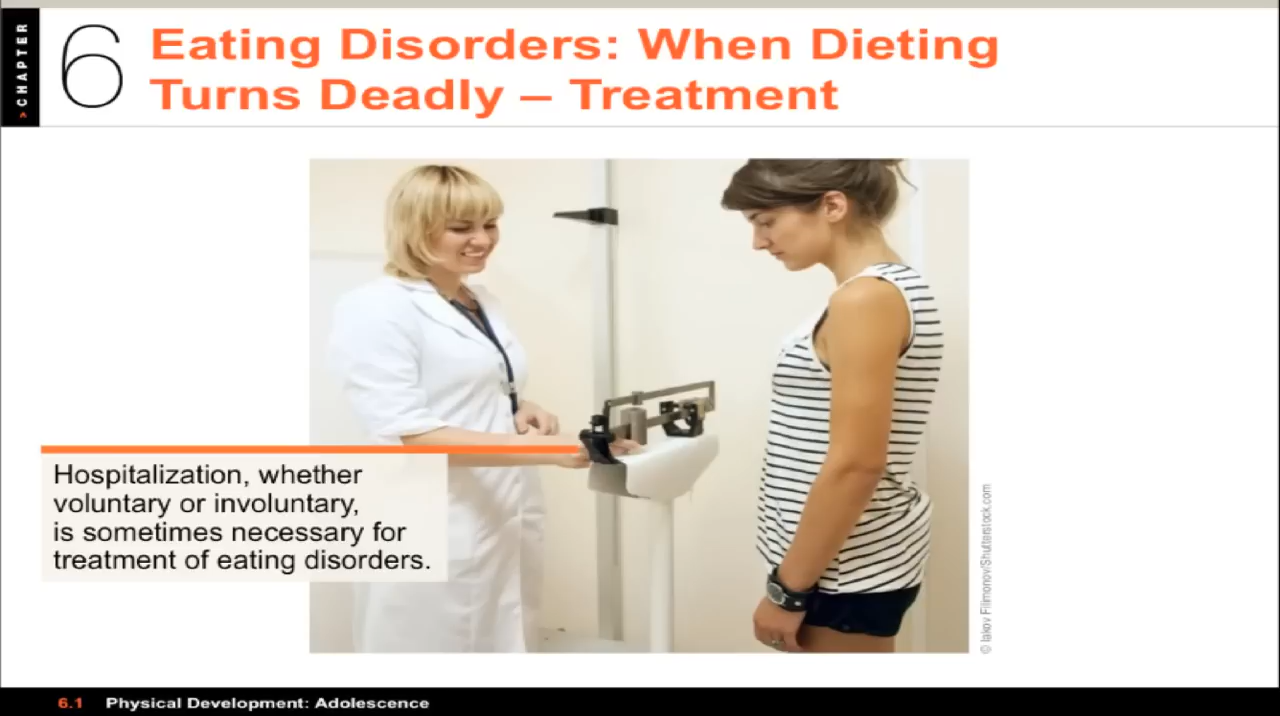 > CHAPTER
6
Eating Disorders: When Dieting
Turns Deadly – Treatment
Hospitalization, whether
voluntary or involuntary,
is sometimes necessary for
treatment of eating disorders.
© Iakov Filimonov/Shutterstock.com
6.1 Physical Development: Adolescence